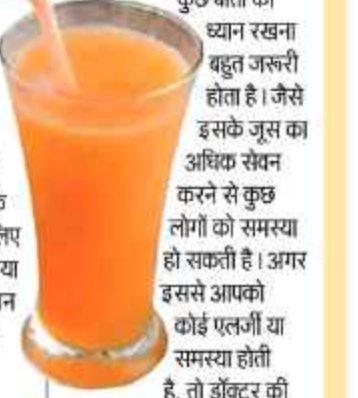 कुछ बातों का
ध्यान रखना
बहुत जरूरी
होता है। जैसे
इसके जूस का
अधिक सेवन
करने से कुछ
लोगों को समस्या
हो सकती है। अगर
इससे आपको
कोई एलर्जी या
समस्या होती
है, तो डॉक्टर की